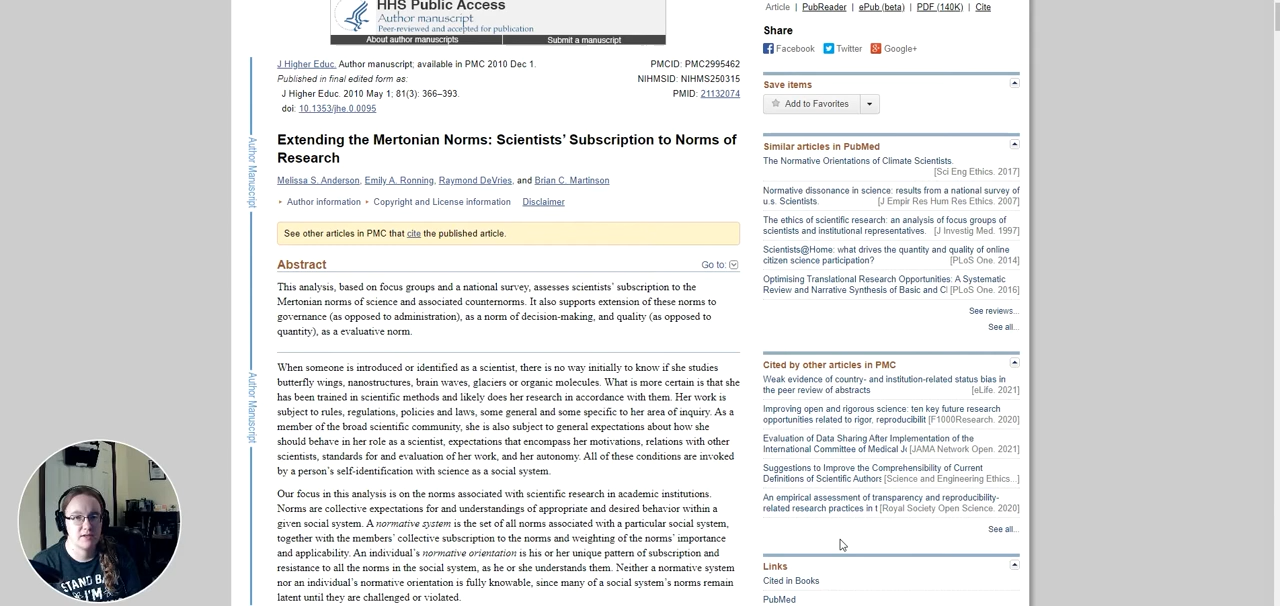 HHS Public Access
Author manuscript
Peer-reviewed and accepted for publication
About author manuscripts
Submit a manuscript
J Higher Educ. Author manuscript; available in PMC 2010 Dec 1.
Published in final edited form as:
J Higher Educ. 2010 May 1; 81(3): 366–393.
doi: 10.1353/jhe.0.0095
PMCID: PMC2995462
NIHMSID: NIHMS250315
PMID: 21132074
Extending the Mertonian Norms: Scientists’ Subscription to Norms of
Research
Melissa S. Anderson, Emily A. Ronning, Raymond DeVries, and Brian C. Martinson
Author information
Copyright and License information
Disclaimer
See other articles in PMC that cite the published article.
Abstract
Go to:
This analysis, based on focus groups and a national survey, assesses scientists’ subscription to the
Mertonian norms of science and associated counternorms. It also supports extension of these norms to
governance (as opposed to administration), as a norm of decision-making, and quality (as opposed to
quantity), as a evaluative norm.
When someone is introduced or identified as a scientist, there is no way initially to know if she studies
butterfly wings, nanostructures, brain waves, glaciers or organic molecules. What is more certain is that she
has been trained in scientific methods and likely does her research in accordance with them. Her work is
subject to rules, regulations, policies and laws, some general and some specific to her area of inquiry. As a
member of the broad scientific community, she is also subject to general expectations about how she
should behave in her role as a scientist, expectations that encompass her motivations, relations with other
scientists, standards for and evaluation of her work, and her autonomy. All of these conditions are invoked
by a person’s self-identification with science as a social system.
Our focus in this analysis is on the norms associated with scientific research in academic institutions.
Norms are collective expectations for and understandings of appropriate and desired behavior within a
given social system. A normative system is the set of all norms associated with a particular social system,
together with the members’ collective subscription to the norms and weighting of the norms’ importance
and applicability. An individual’s normative orientation is his or her unique pattern of subscription and
resistance to all the norms in the social system, as he or she understands them. Neither a normative system
nor an individual’s normative orientation is fully knowable, since many of a social system’s norms remain
latent until they are challenged or violated.
Author Manuscript
Author Manuscript
Article | PubReader | ePub (beta) | PDF (140K) | Cite
Share
Facebook
Twitter
Google+
Save items
Add to Favorites
Similar articles in PubMed
The Normative Orientations of Climate Scientists.
[Sci Eng Ethics. 2017]
Normative dissonance in science: results from a national survey of
u.s. Scientists. [J Empir Res Hum Res Ethics. 2007]
The ethics of scientific research: an analysis of focus groups of
scientists and institutional representatives. [J Investig Med. 1997]
Scientists@Home: what drives the quantity and quality of online
citizen science participation? [PLoS One. 2014]
Optimising Translational Research Opportunities: A Systematic
Review and Narrative Synthesis of Basic and Cl [PLoS One. 2016]
See reviews...
See all...
Cited by other articles in PMC
Weak evidence of country- and institution-related status bias in
the peer review of abstracts [eLife. 2021]
Improving open and rigorous science: ten key future research
opportunities related to rigor, reproducibilit [F1000Research. 2020]
Evaluation of Data Sharing After Implementation of the
International Committee of Medical Jo [JAMA Network Open. 2021]
Suggestions to Improve the Comprehensibility of Current
Definitions of Scientific Authors [Science and Engineering Ethics...]
An empirical assessment of transparency and reproducibility-
related research practices in t [Royal Society Open Science. 2020]
See all...
Links
Cited in Books
PubMed
STAND BA
I'M